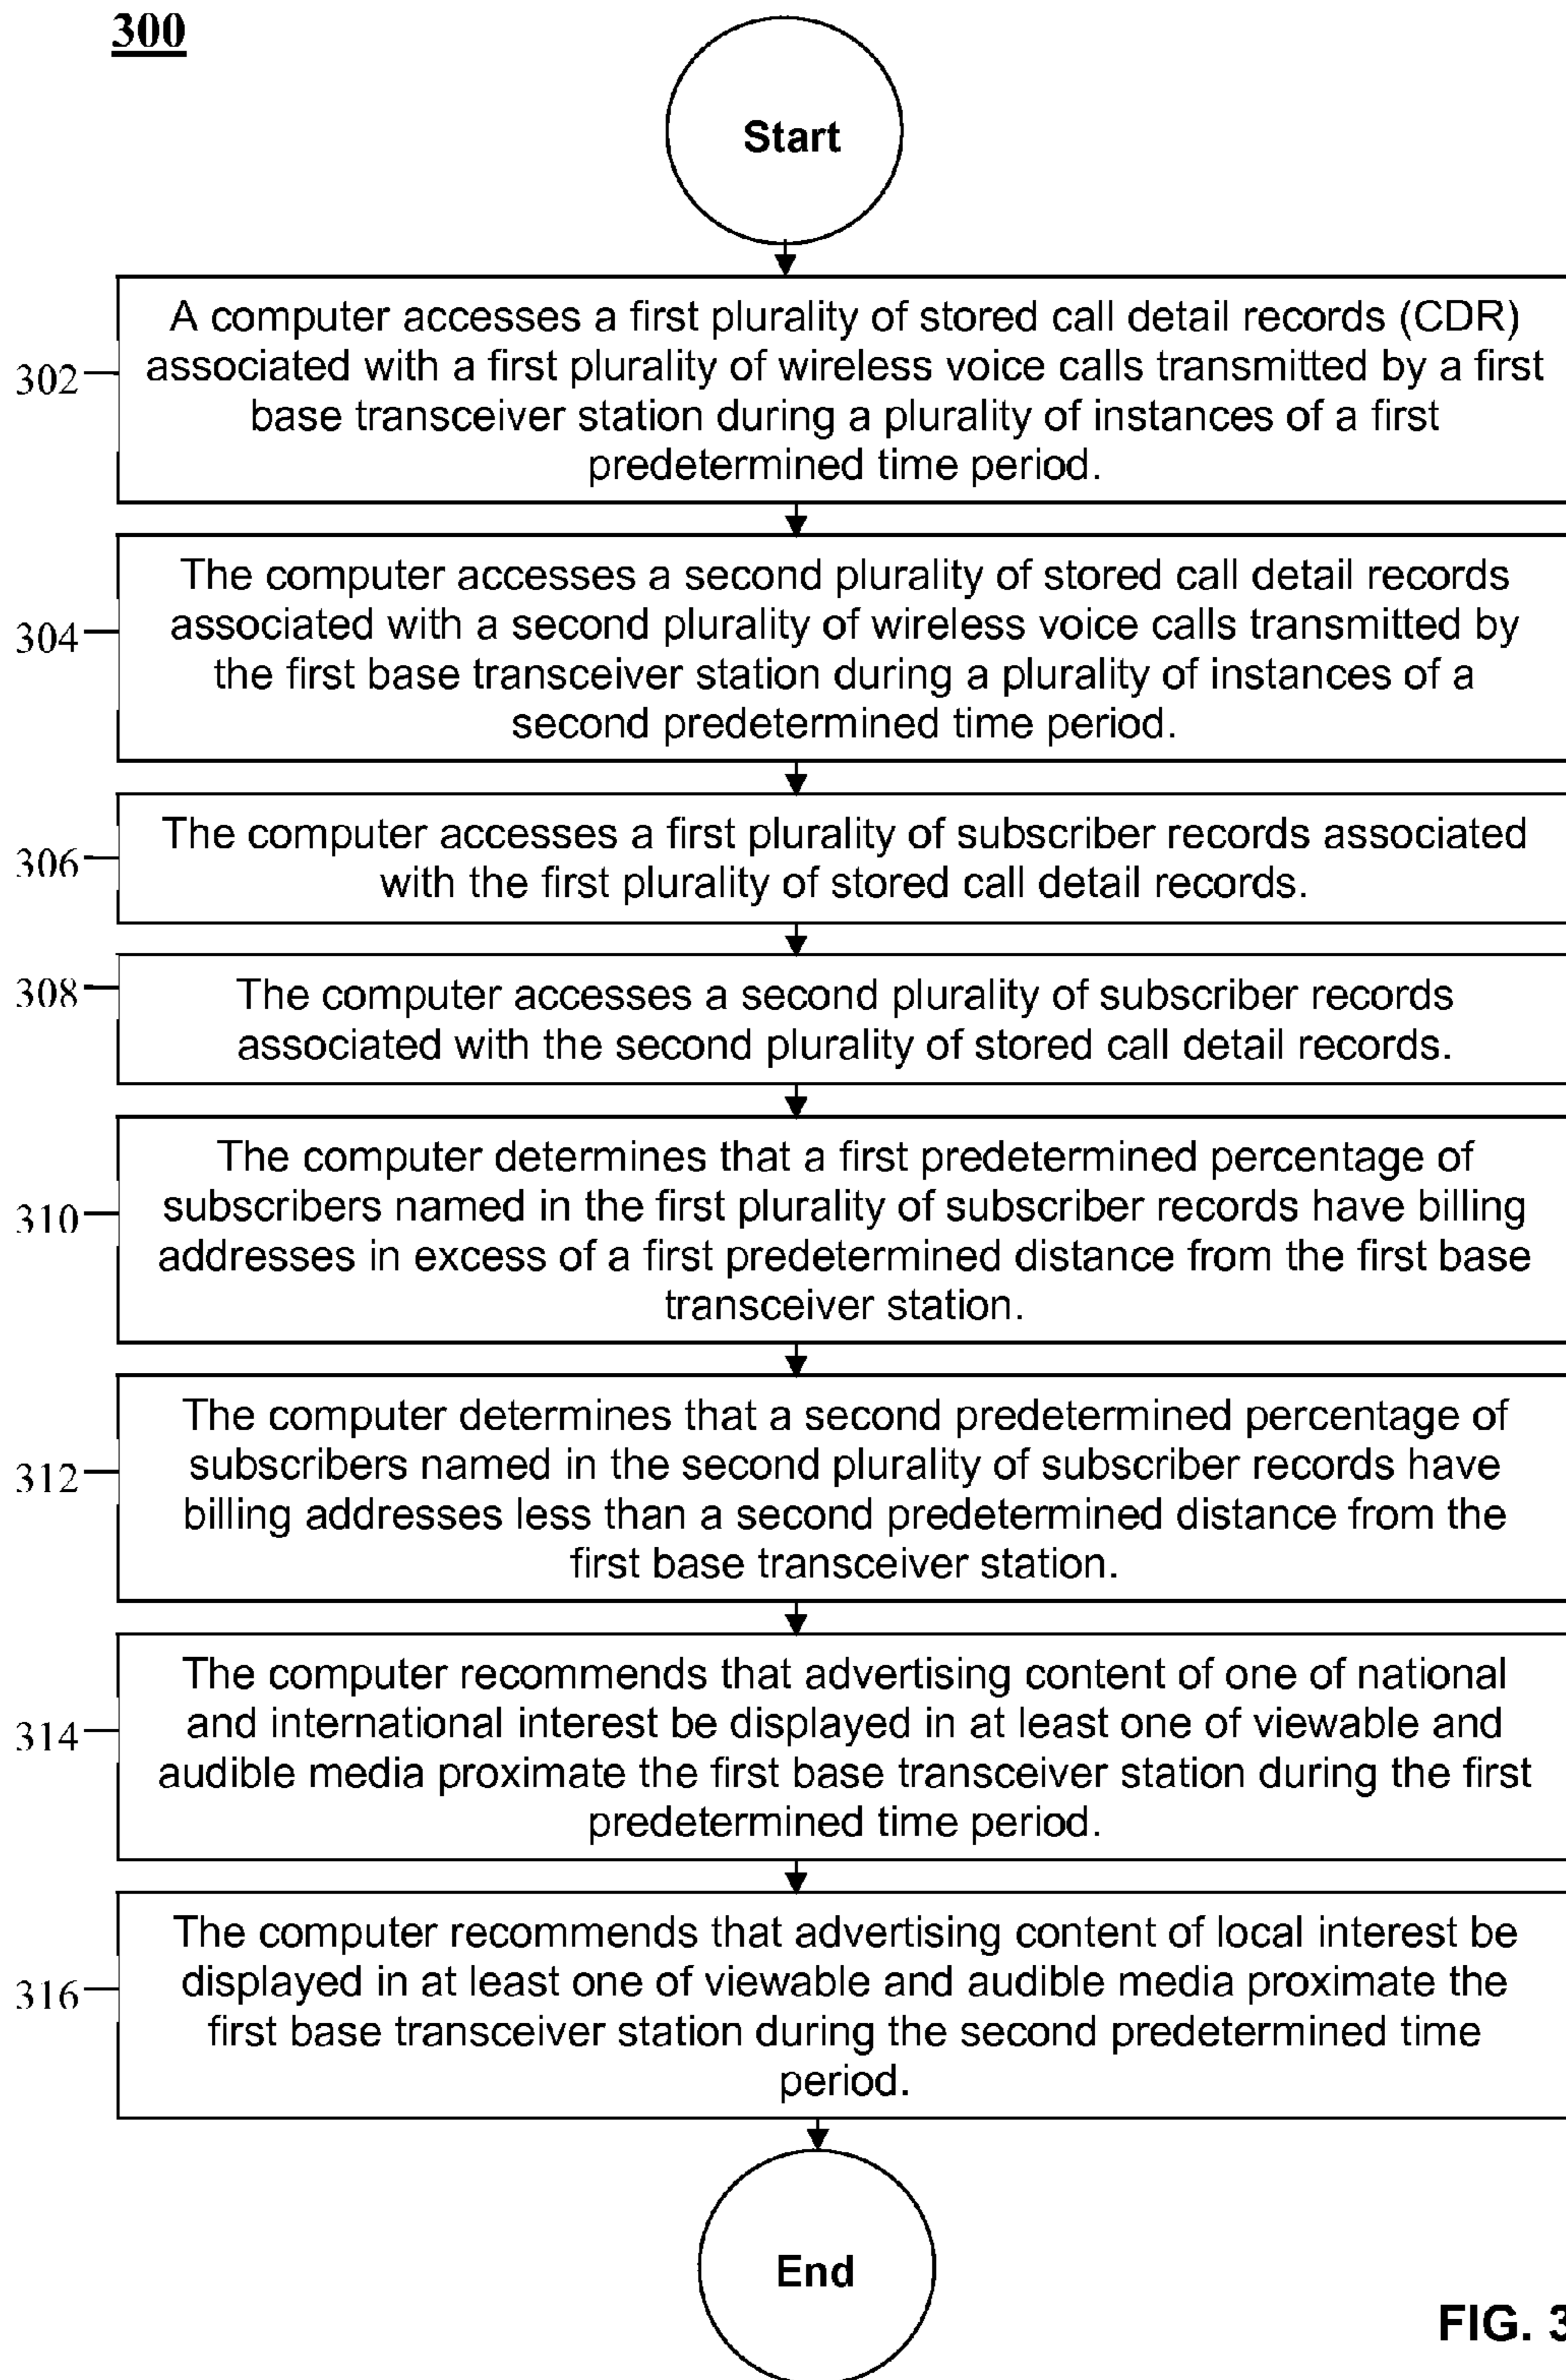 300
Start
302
A computer accesses a first plurality of stored call detail records (CDR)
associated with a first plurality of wireless voice calls transmitted by a first
base transceiver station during a plurality of instances of a first
predetermined time period.
304
The computer accesses a second plurality of stored call detail records
associated with a second plurality of wireless voice calls transmitted by
the first base transceiver station during a plurality of instances of a
second predetermined time period.
306
The computer accesses a first plurality of subscriber records associated
with the first plurality of stored call detail records.
308
The computer accesses a second plurality of subscriber records
associated with the second plurality of stored call detail records.
310
The computer determines that a first predetermined percentage of
subscribers named in the first plurality of subscriber records have billing
addresses in excess of a first predetermined distance from the first base
transceiver station.
312
The computer determines that a second predetermined percentage of
subscribers named in the second plurality of subscriber records have
billing addresses less than a second predetermined distance from the
first base transceiver station.
314
The computer recommends that advertising content of one of national
and international interest be displayed in at least one of viewable and
audible media proximate the first base transceiver station during the first
predetermined time period.
316
The computer recommends that advertising content of local interest be
displayed in at least one of viewable and audible media proximate the
first base transceiver station during the second predetermined time
period.
End
FIG. 3